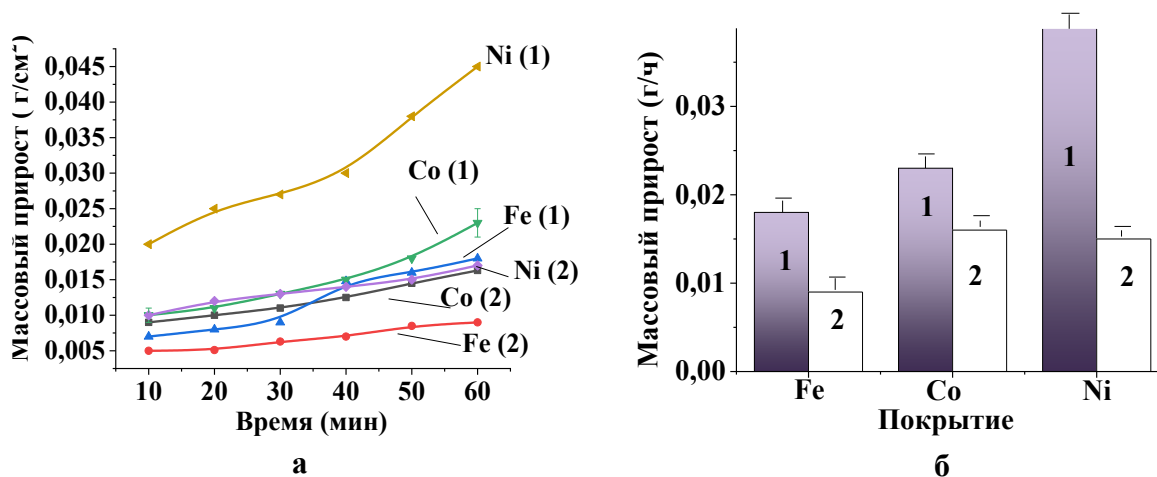 Массовый прирост ( г/см²)
0,045
0,040
0,035
0,030
0,025
0,020
0,015
0,010
0,005
10 20 30 40 50 60
Время (мин)
Ni (1)
Co (1)
Fe (1)
Ni (2)
Co (2)
Fe (2)
а
Массовый прирост (г/ч)
0,03
0,02
0,01
0,00
1
2
1
2
1
2
Fe Co Ni
Покрытие
б